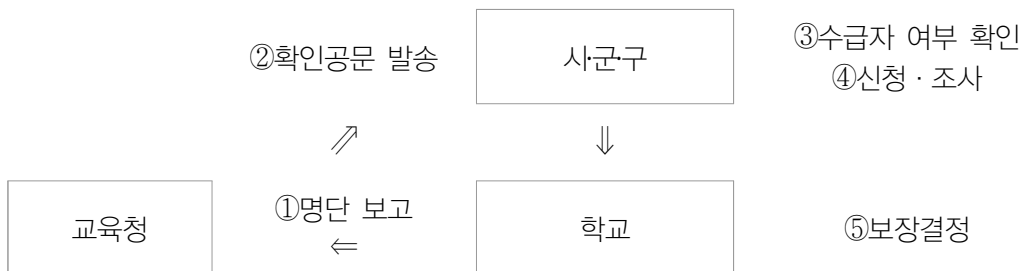 ②확인공문 발송
시·군·구
③수급자 여부 확인
④신청 · 조사
⇗
⇓
교육청
①명단 보고
⇐
학교
⑤보장결정